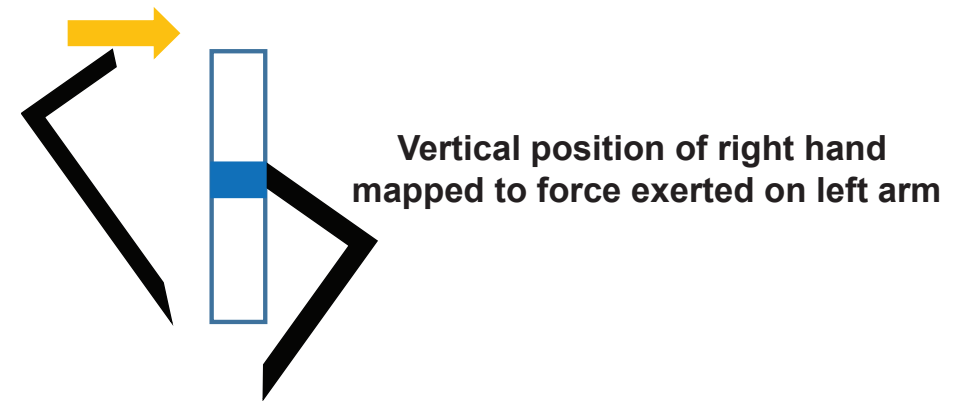 Vertical position of right hand
mapped to force exerted on left arm